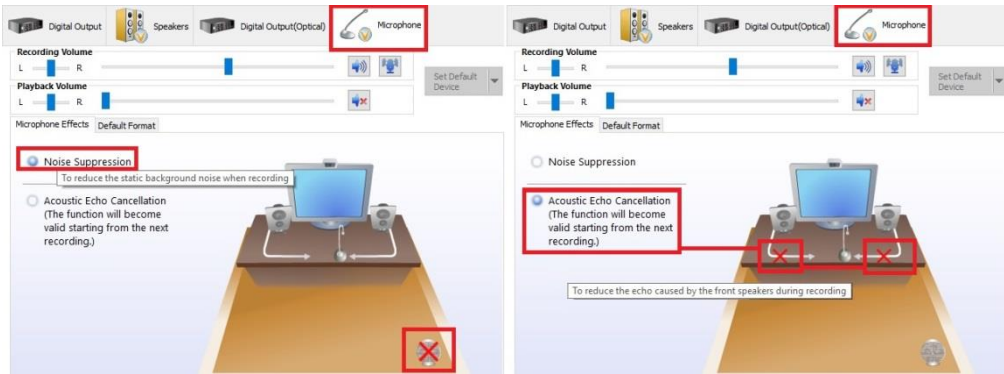 Digital Output
Speakers
Digital Output(Optical)
Microphone
Recording Volume
L
R
Set Default
Device
Playback Volume
L
R
Microphone Effects
Default Format
Noise Suppression
To reduce the static background noise when recording
Acoustic Echo Cancellation
(The function will become
valid starting from the next
recording.)
Digital Output
Speakers
Digital Output(Optical)
Microphone
Recording Volume
L
R
Set Default
Device
Playback Volume
L
R
Microphone Effects
Default Format
Noise Suppression
Acoustic Echo Cancellation
(The function will become
valid starting from the next
recording.)
To reduce the echo caused by the front speakers during recording